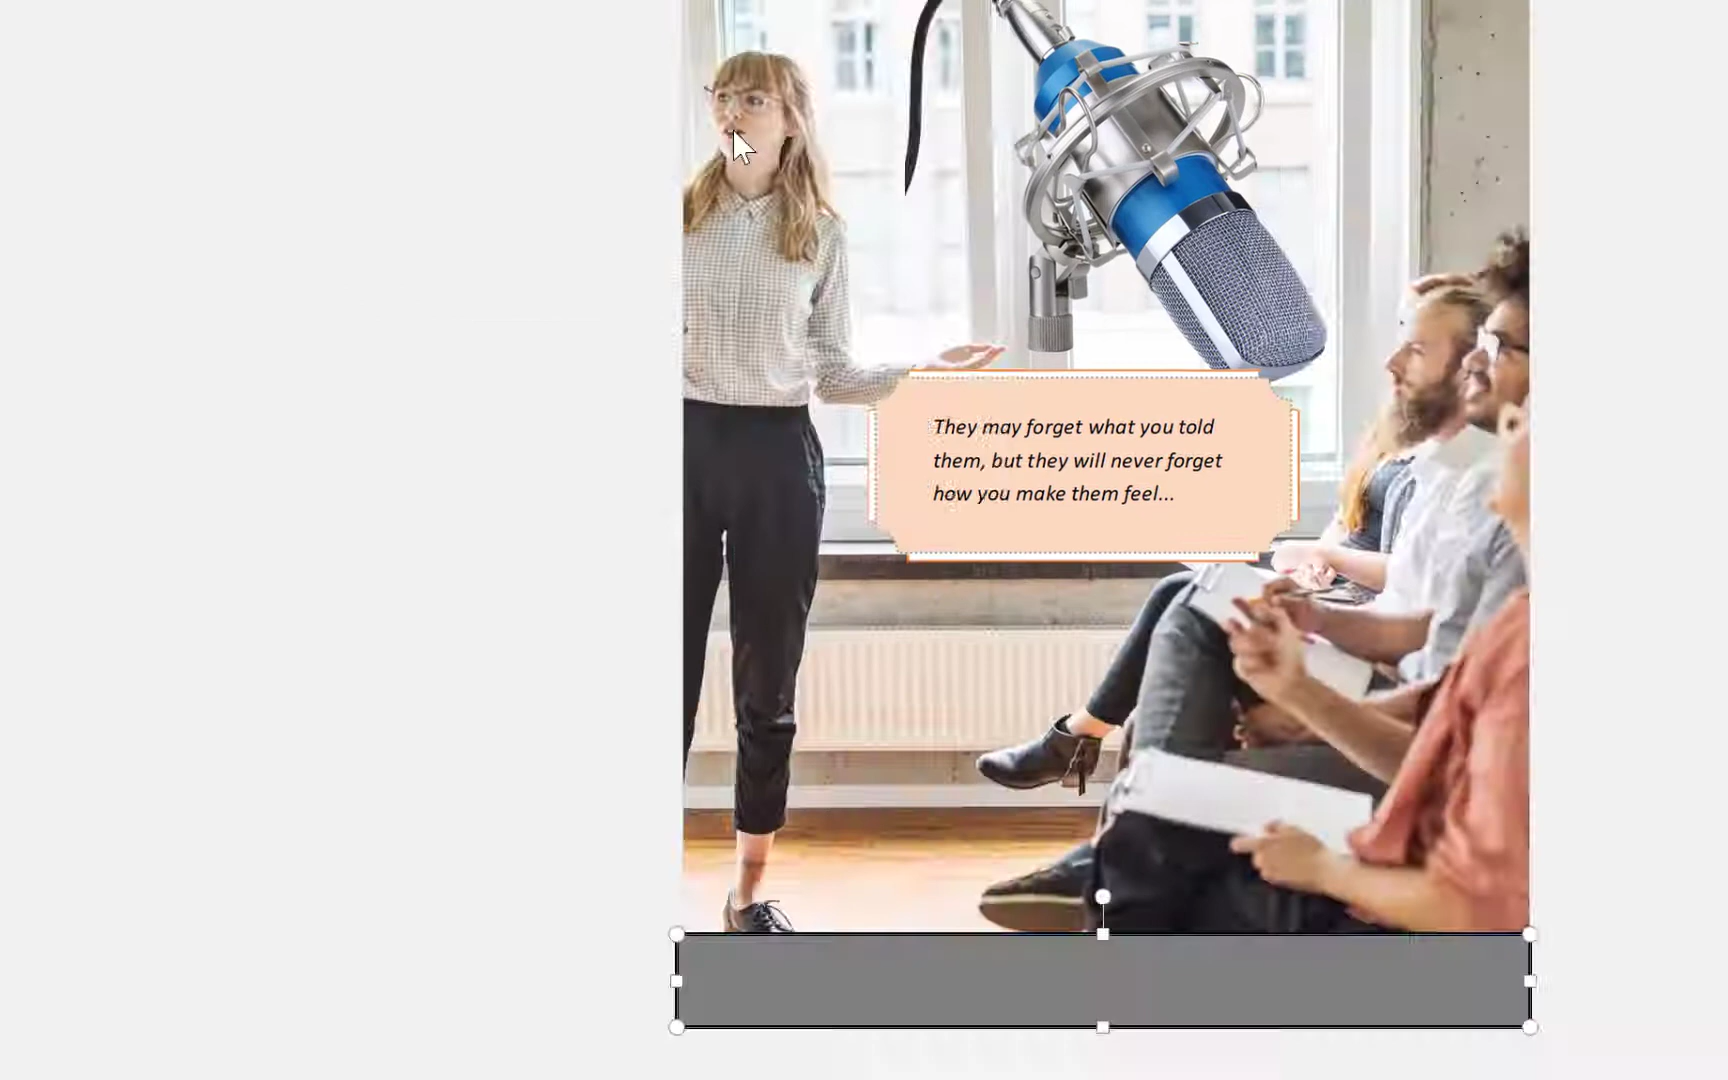 They may forget what you told
them, but they will never forget
how you make them feel...